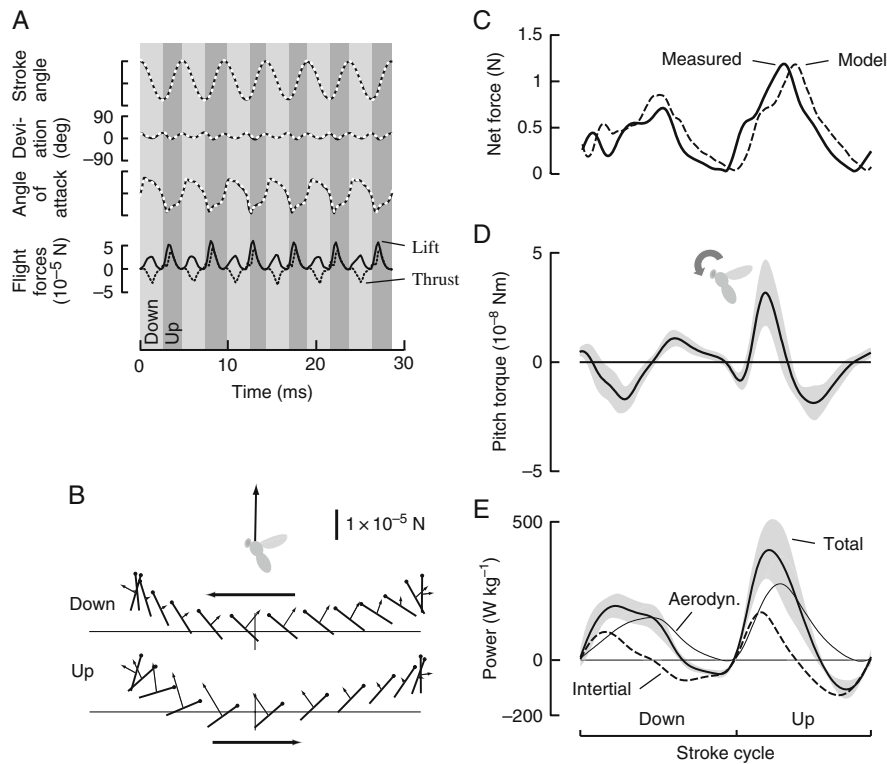 A
Stroke
angle
90
0
–90
Devi-
ation
(deg)
Angle
of
attack
5
0
–5
Flight
forces
(10⁻⁵ N)
Lift
Thrust
Down
Up
0
10
20
30
Time (ms)
B
1 × 10⁻⁵ N
Down
Up
C
1.5
1
0.5
0
Net force (N)
Measured
Model
D
5
0
–5
Pitch torque (10⁻⁸ Nm)
E
500
0
–200
Power (W kg⁻¹)
Total
Aerodyn.
Intertial
Down
Up
Stroke cycle